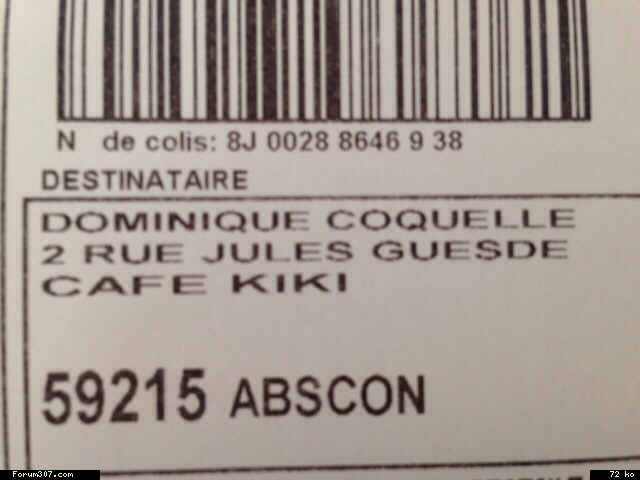 N de colis: 8J 0028 8646 9 38
DESTINATAIRE
DOMINIQUE COQUELLE
2 RUE JULES GUESDE
CAFE KIKI
59215 ABSCON
Forum307.com
72 ko